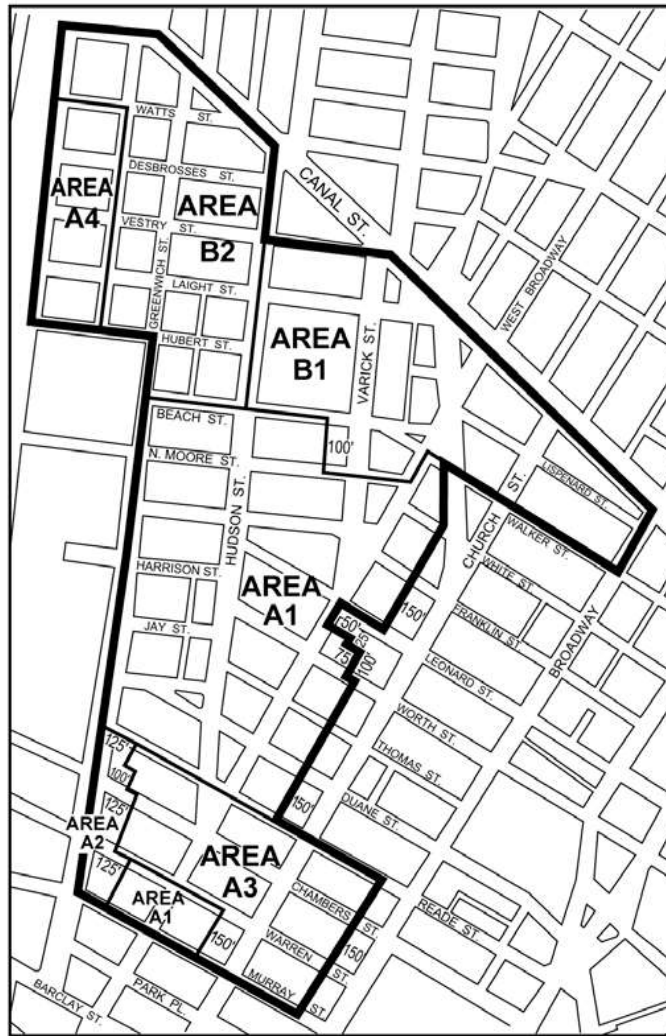 WATTS ST.
DESBROSSES ST.
CANAL ST.
AREA
A4
AREA
B2
VESTRY ST.
GREENWICH ST.
LAIGHT ST.
WEST BROADWAY
HUBERT ST.
AREA
B1
VARICK ST.
BEACH ST.
100'
N. MOORE ST.
LISPENARD ST.
HUDSON ST.
CHURCH ST.
WALKER ST.
WHITE ST.
HARRISON ST.
AREA
A1
150'
FRANKLIN ST.
BROADWAY
JAY ST.
50'
25'
75'
100'
LEONARD ST.
WORTH ST.
THOMAS ST.
125'
100'
125'
150'
DUANE ST.
AREA
A2
AREA
A3
125'
AREA
A1
CHAMBERS ST.
READE ST.
150'
WARREN ST.
150'
MURRAY ST.
PARK PL.
BARCLAY ST.